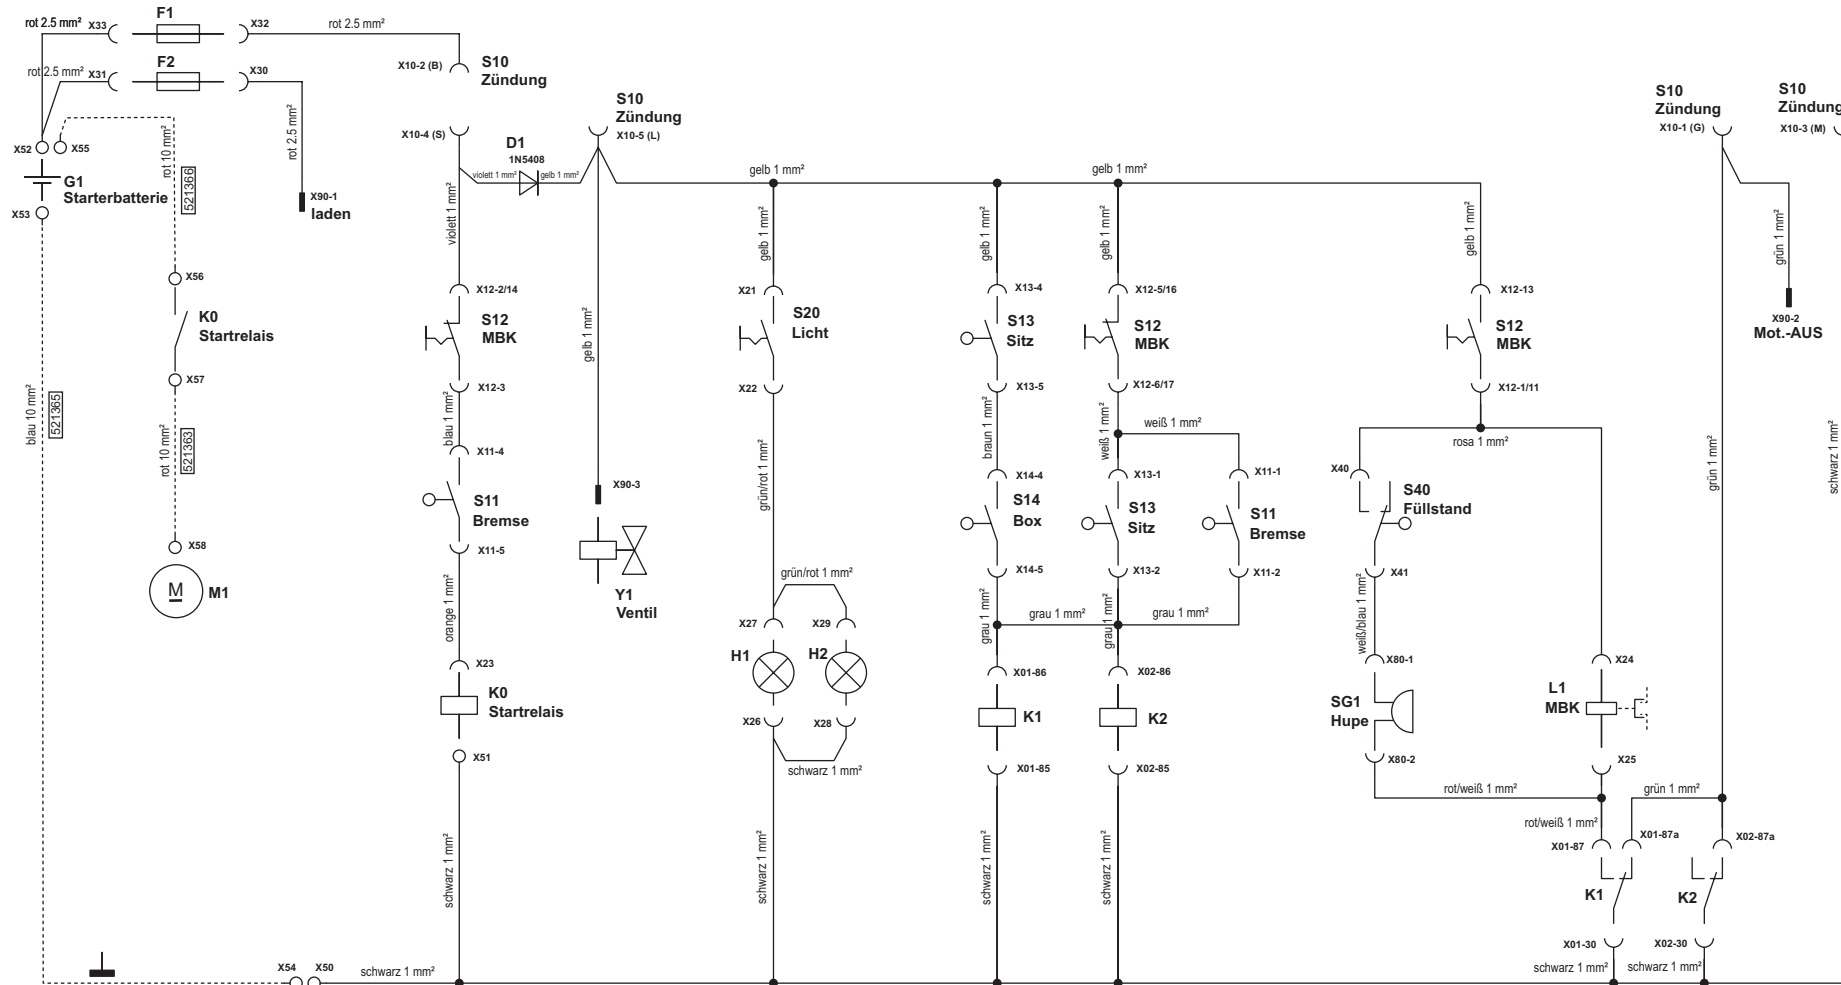 rot 2.5 mm²
X33
F1
X32
rot 2.5 mm²
rot 2.5 mm²
X31
F2
X30
X10-2 (B)
S10
Zündung
rot 2.5 mm²
X52
X55
rot 10 mm²
521366
G1
Starterbatterie
X53
X90-1
laden
X56
K0
Startrelais
X57
blau 10 mm²
521365
rot 10 mm²
521363
X58
M
M1
X54
X50
schwarz 1 mm²
X10-4 (S)
D1
1N5408
violett 1 mm²
gelb 1 mm²
S10
Zündung
X10-5 (L)
violett 1 mm²
X12-2/14
S12
MBK
X12-3
blau 1 mm²
X11-4
S11
Bremse
X11-5
orange 1 mm²
X23
K0
Startrelais
X51
schwarz 1 mm²
gelb 1 mm²
X90-3
Y1
Ventil
gelb 1 mm²
gelb 1 mm²
gelb 1 mm²
X21
S20
Licht
X22
grün/rot 1 mm²
grün/rot 1 mm²
X27
X29
H1
H2
X26
X28
schwarz 1 mm²
schwarz 1 mm²
gelb 1 mm²
X13-4
S13
Sitz
X13-5
braun 1 mm²
X14-4
S14
Box
X14-5
grau 1 mm²
grau 1 mm²
X01-86
K1
X01-85
schwarz 1 mm²
gelb 1 mm²
X12-5/16
S12
MBK
X12-6/17
weiß 1 mm²
weiß 1 mm²
X13-1
S13
Sitz
X13-2
grau 1 mm²
grau 1 mm²
X02-86
K2
X02-85
schwarz 1 mm²
X11-1
S11
Bremse
X11-2
gelb 1 mm²
X12-13
S12
MBK
X12-1/11
rosa 1 mm²
X40
S40
Füllstand
X41
weiß/blau 1 mm²
X80-1
SG1
Hupe
X80-2
rot/weiß 1 mm²
X24
L1
MBK
X25
rot/weiß 1 mm²
grün 1 mm²
X01-87
X01-87a
X02-87a
K1
K2
X01-30
X02-30
schwarz 1 mm²
schwarz 1 mm²
S10
Zündung
X10-1 (G)
grün 1 mm²
X90-2
Mot.-AUS
grün 1 mm²
S10
Zündung
X10-3 (M)
schwarz 1 mm²